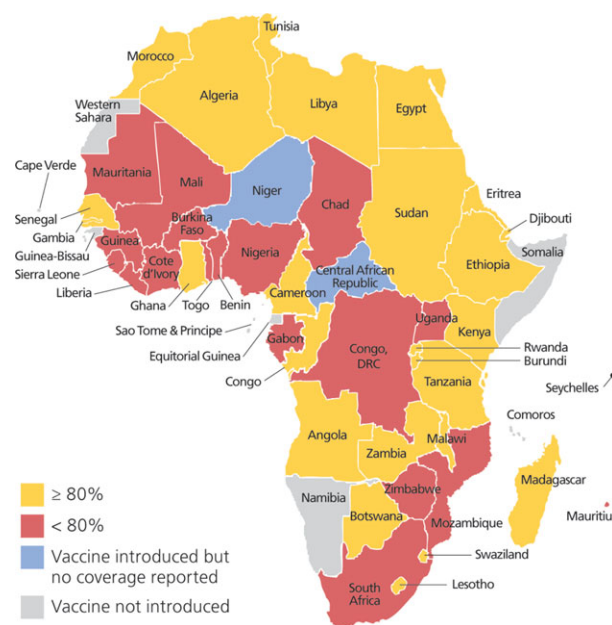 Tunisia
Morocco
Algeria
Libya
Egypt
Western
Sahara
Cape Verde
Mauritania
Mali
Niger
Chad
Sudan
Eritrea
Senegal
Djibouti
Gambia
Burkina
Faso
Guinea-Bissau
Guinea
Nigeria
Somalia
Sierra Leone
Cote
d'Ivory
Central African
Republic
Ethiopia
Liberia
Cameroon
Ghana
Togo
Benin
Uganda
Kenya
Sao Tome & Principe
Gabon
Congo,
DRC
Rwanda
Equitorial Guinea
Burundi
Congo
Tanzania
Seychelles
Comoros
Angola
Malawi
Zambia
Madagascar
≥ 80%
Namibia
Zimbabwe
Mauritiu
< 80%
Botswana
Mozambique
Vaccine introduced but
no coverage reported
Swaziland
South
Africa
Lesotho
Vaccine not introduced